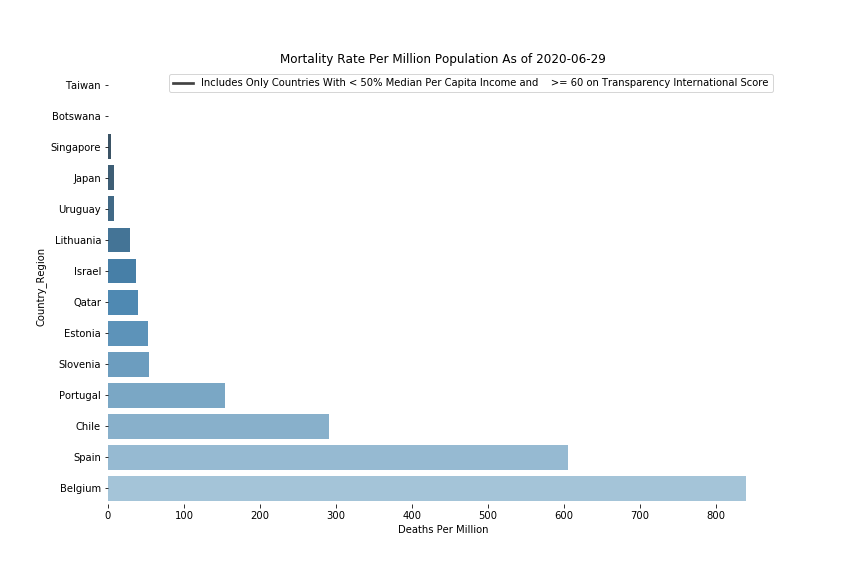 Mortality Rate Per Million Population As of 2020-06-29
Includes Only Countries With < 50% Median Per Capita Income and    >= 60 on Transparency International Score
Country_Region
Taiwan
Botswana
Singapore
Japan
Uruguay
Lithuania
Israel
Qatar
Estonia
Slovenia
Portugal
Chile
Spain
Belgium
0 100 200 300 400 500 600 700 800
Deaths Per Million